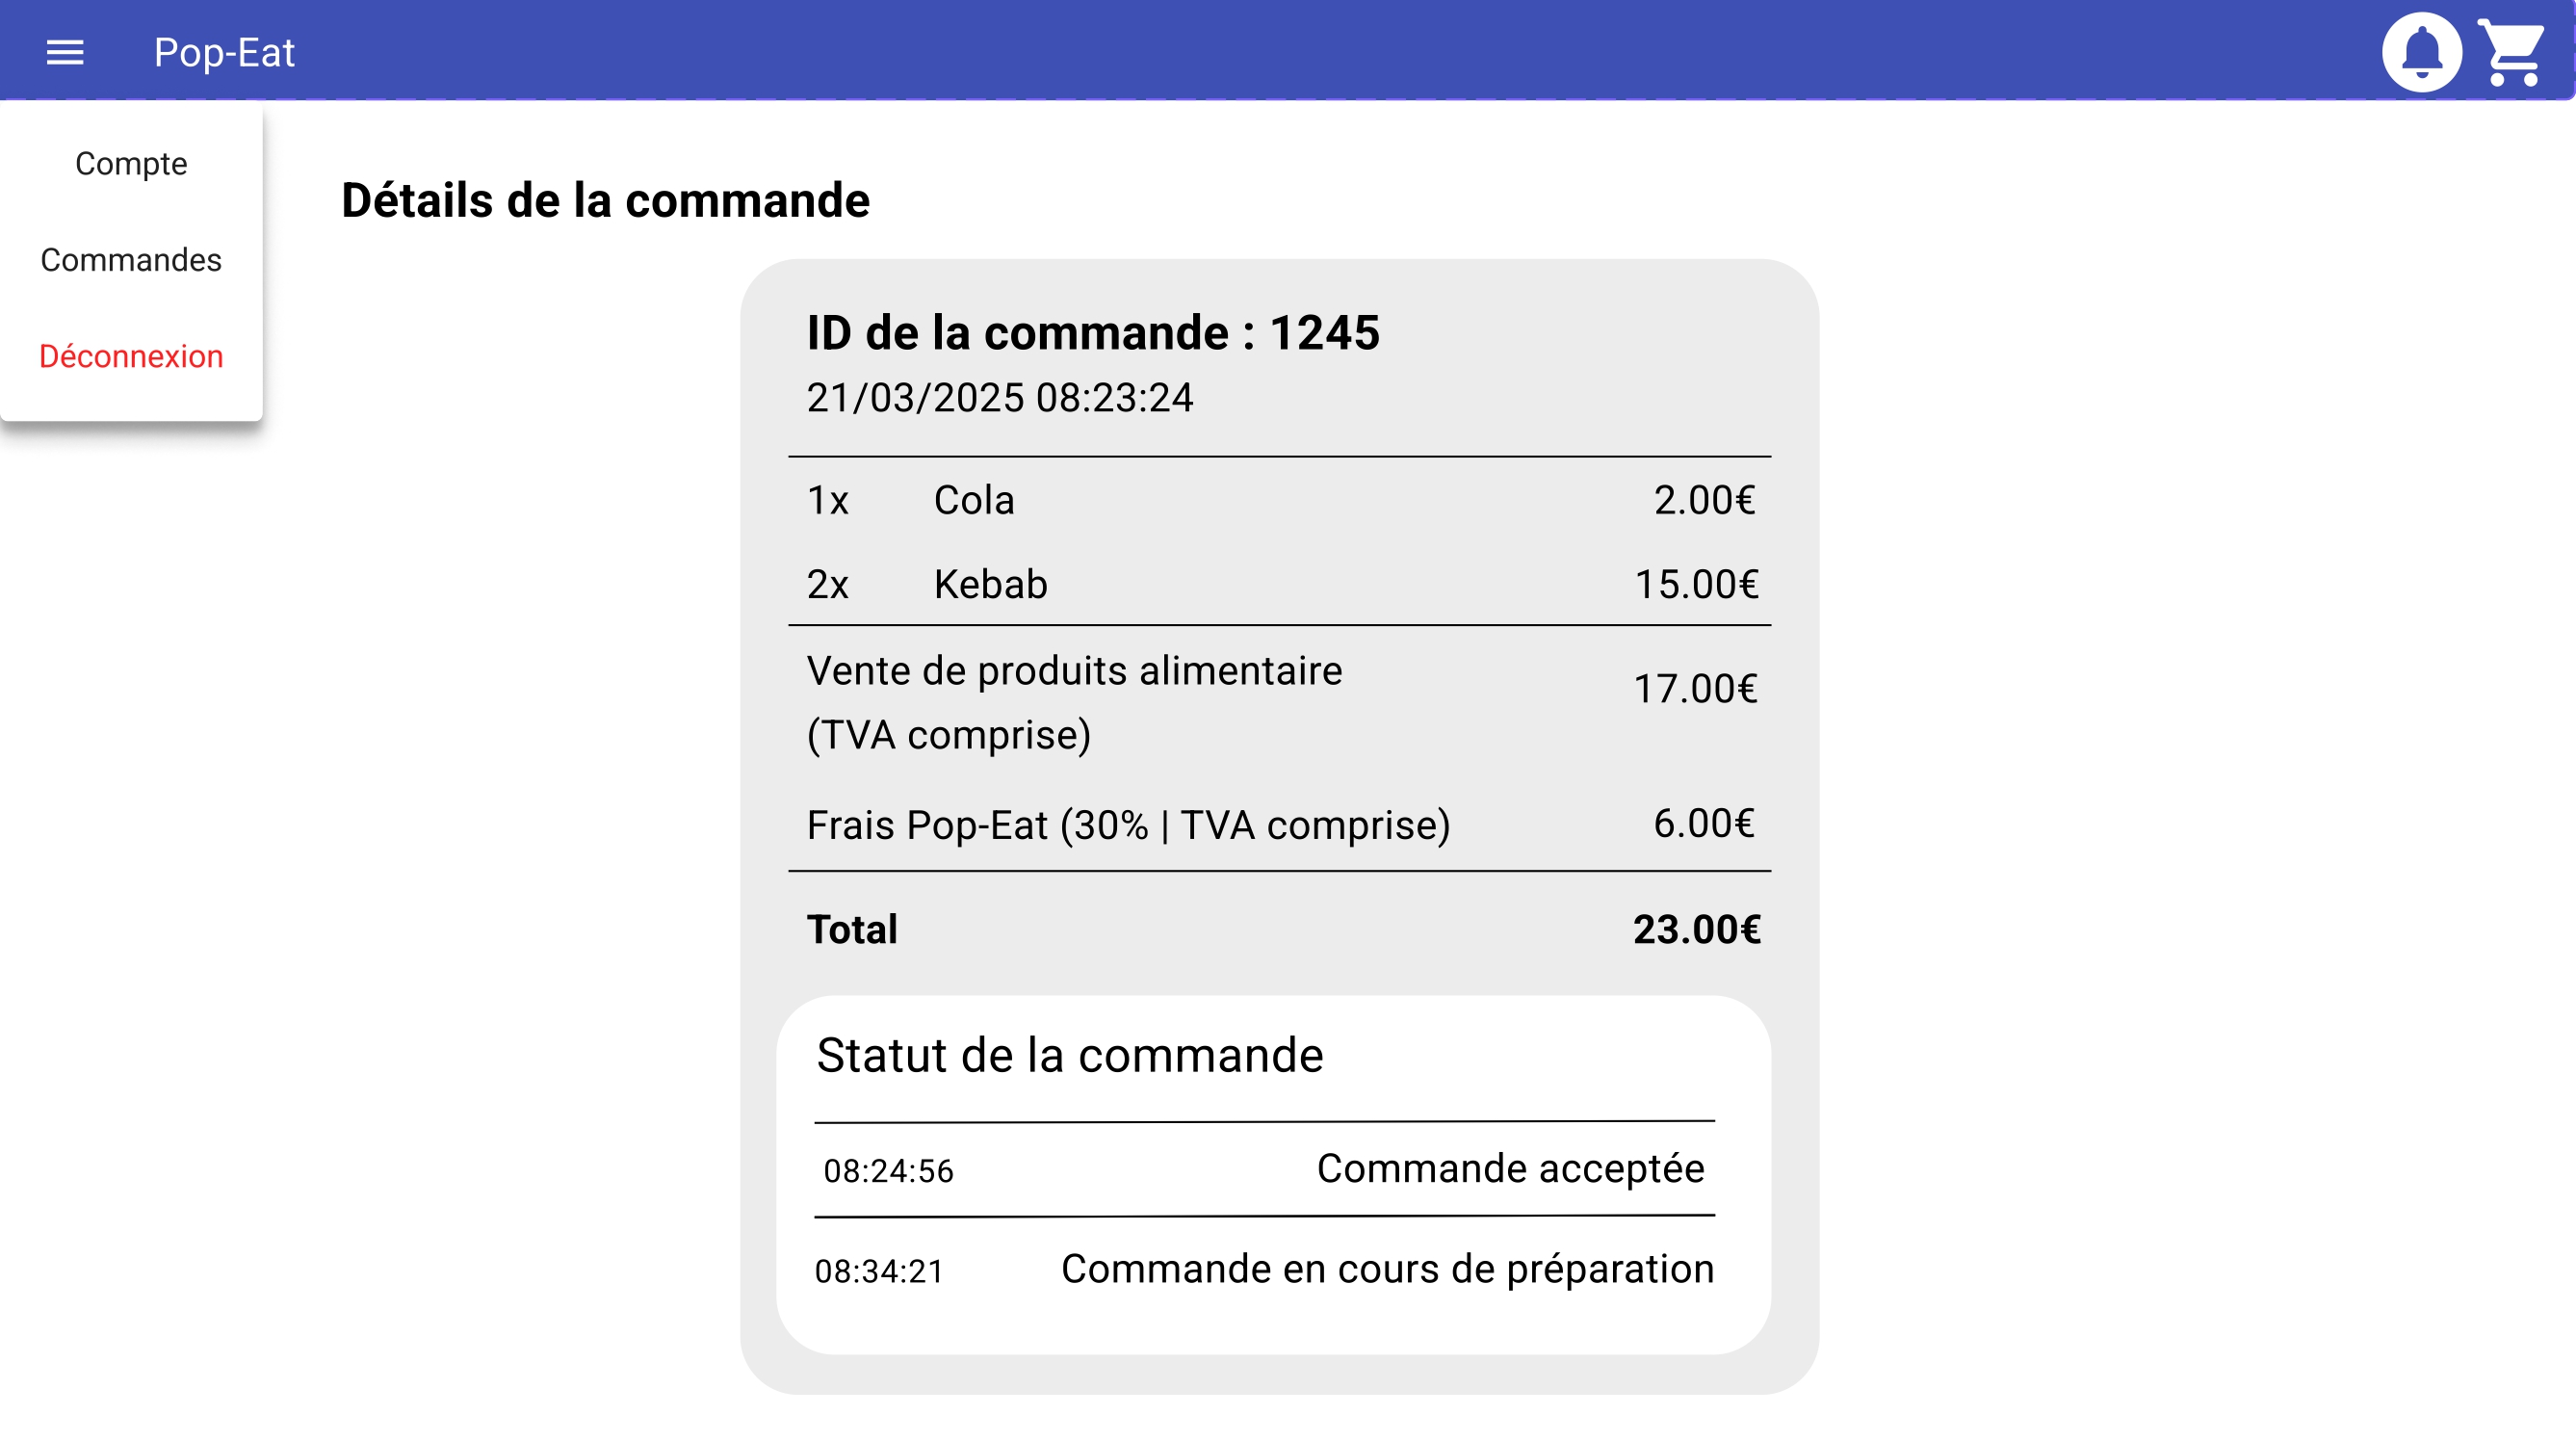 Pop-Eat
Compte
Commandes
Déconnexion
Détails de la commande
ID de la commande : 1245
21/03/2025 08:23:24
1x Cola 2.00€
2x Kebab 15.00€
Vente de produits alimentaire
(TVA comprise) 17.00€
Frais Pop-Eat (30% | TVA comprise) 6.00€
Total 23.00€
Statut de la commande
08:24:56 Commande acceptée
08:34:21 Commande en cours de préparation